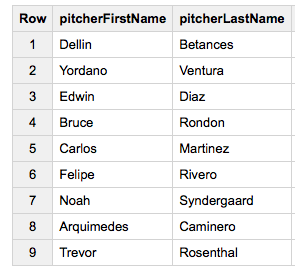 Row pitcherFirstName pitcherLastName
1 Dellin Betances
2 Yordano Ventura
3 Edwin Diaz
4 Bruce Rondon
5 Carlos Martinez
6 Felipe Rivero
7 Noah Syndergaard
8 Arquimedes Caminero
9 Trevor Rosenthal